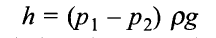 h = (p₁ – p₂) ρg